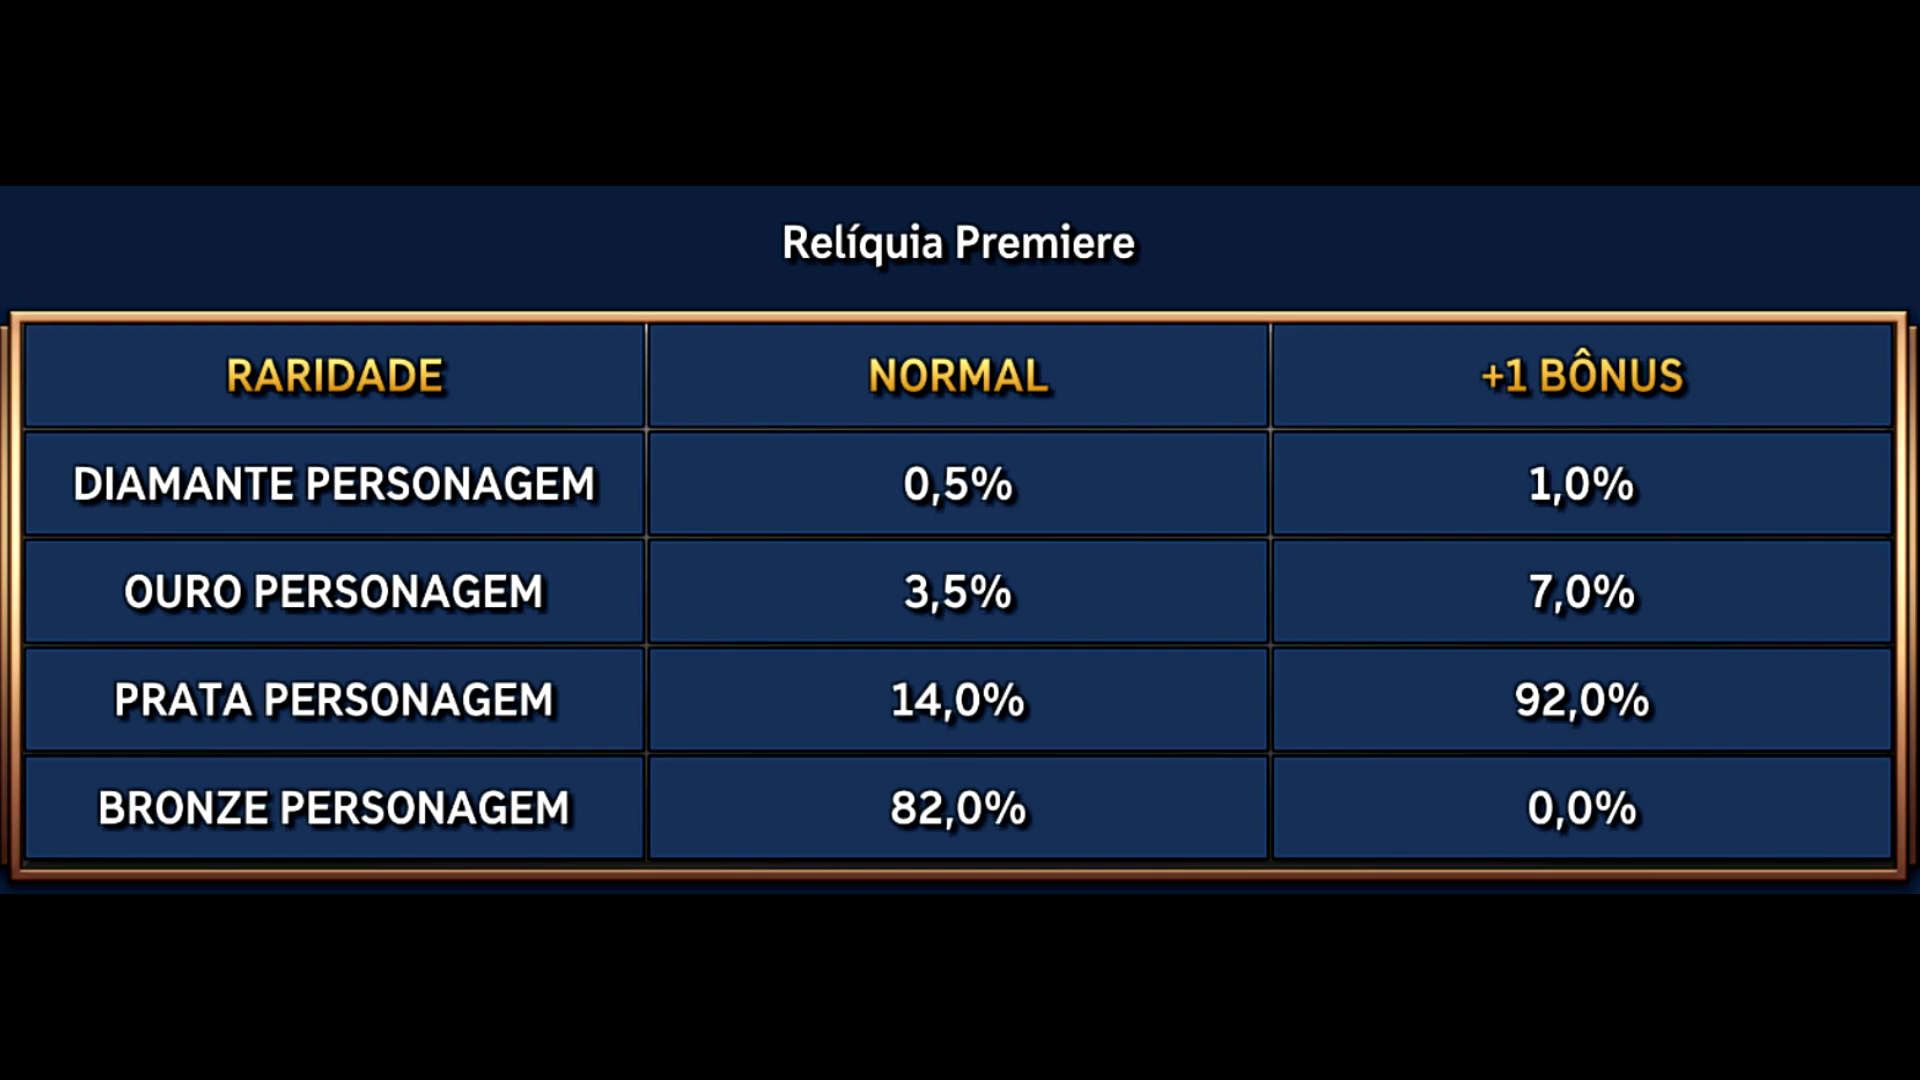 Relíquia Premiere
RARIDADE NORMAL +1 BÔNUS
DIAMANTE PERSONAGEM 0,5% 1,0%
OURO PERSONAGEM 3,5% 7,0%
PRATA PERSONAGEM 14,0% 92,0%
BRONZE PERSONAGEM 82,0% 0,0%